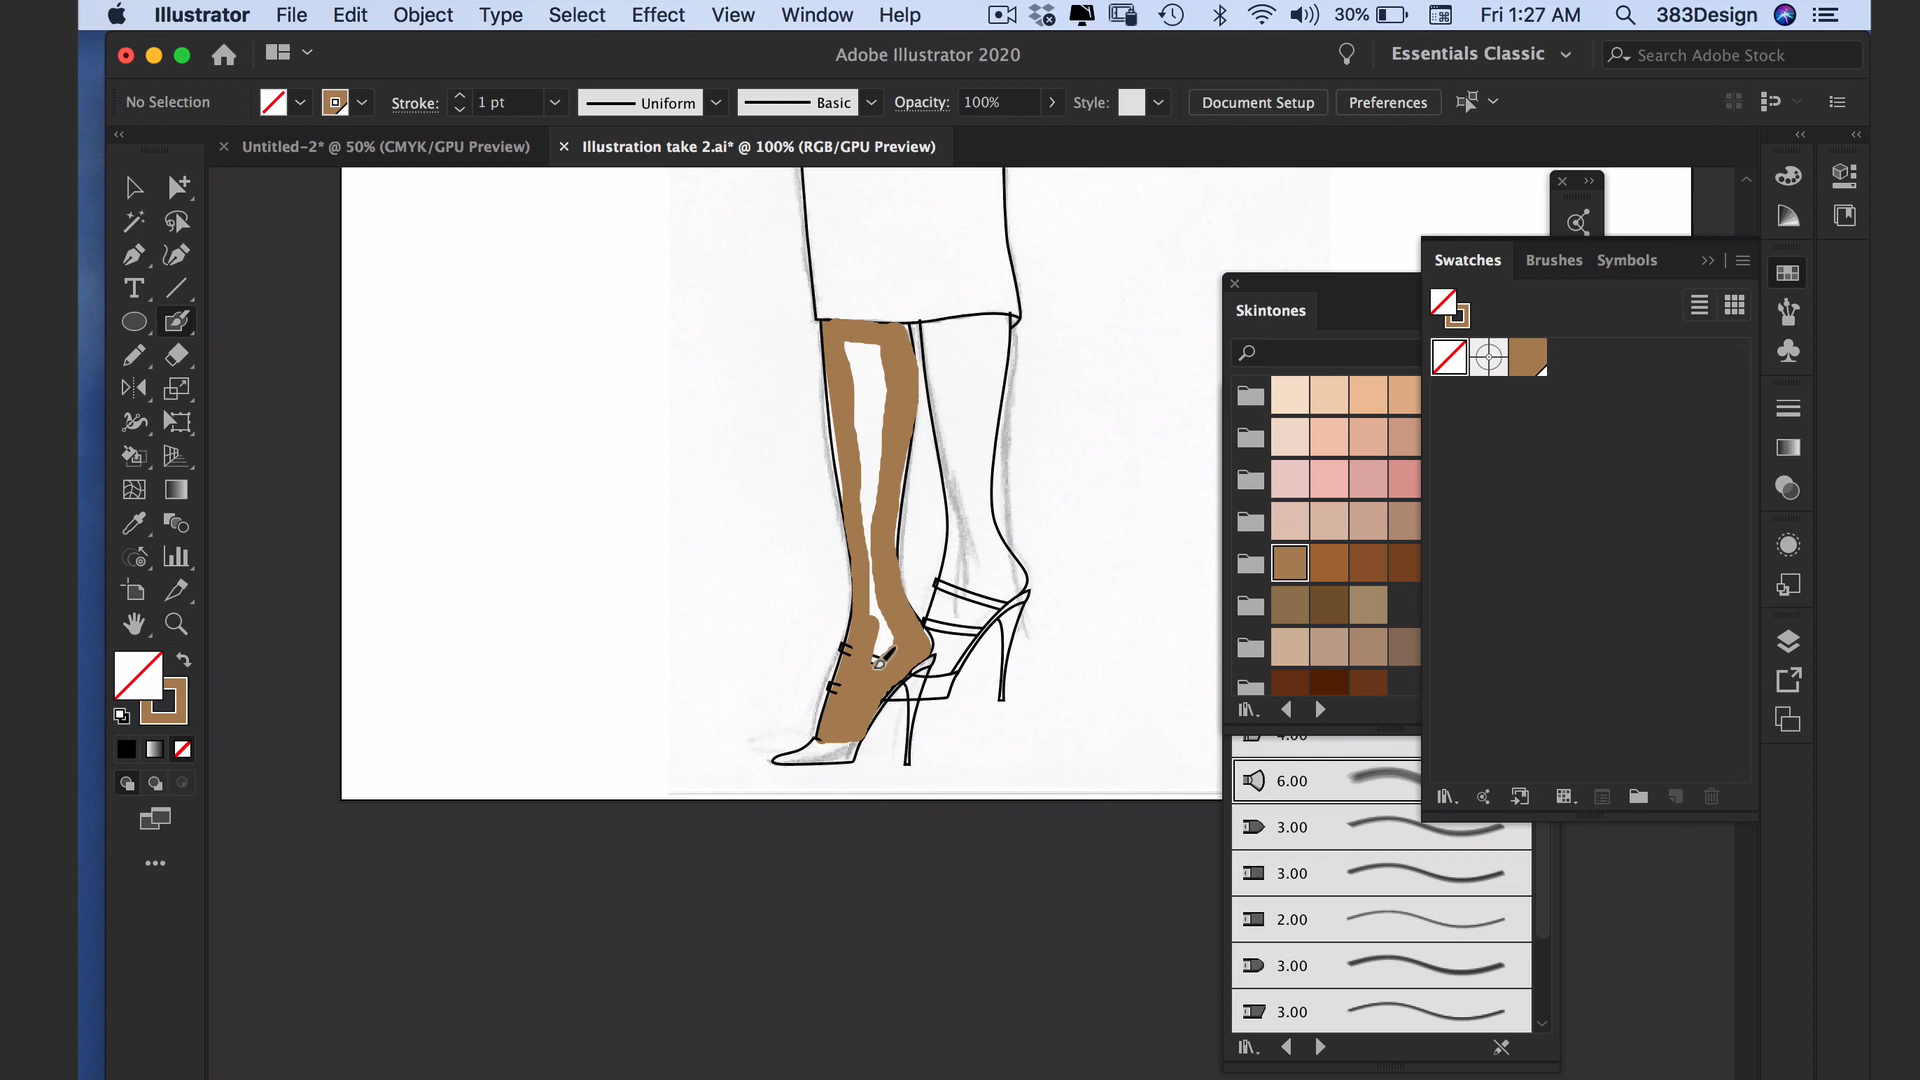 Illustrator File Edit Object Type Select Effect View Window Help 30% Fri 1:27 AM 383Design
Adobe Illustrator 2020
Essentials Classic
Search Adobe Stock
No Selection
Stroke:
1 pt
Uniform
Basic
Opacity:
100%
Style:
Document Setup
Preferences
Untitled-2* @ 50% (CMYK/GPU Preview)
Illustration take 2.ai* @ 100% (RGB/GPU Preview)
Swatches
Brushes
Symbols
Skintones
4.00
6.00
3.00
3.00
2.00
3.00
3.00